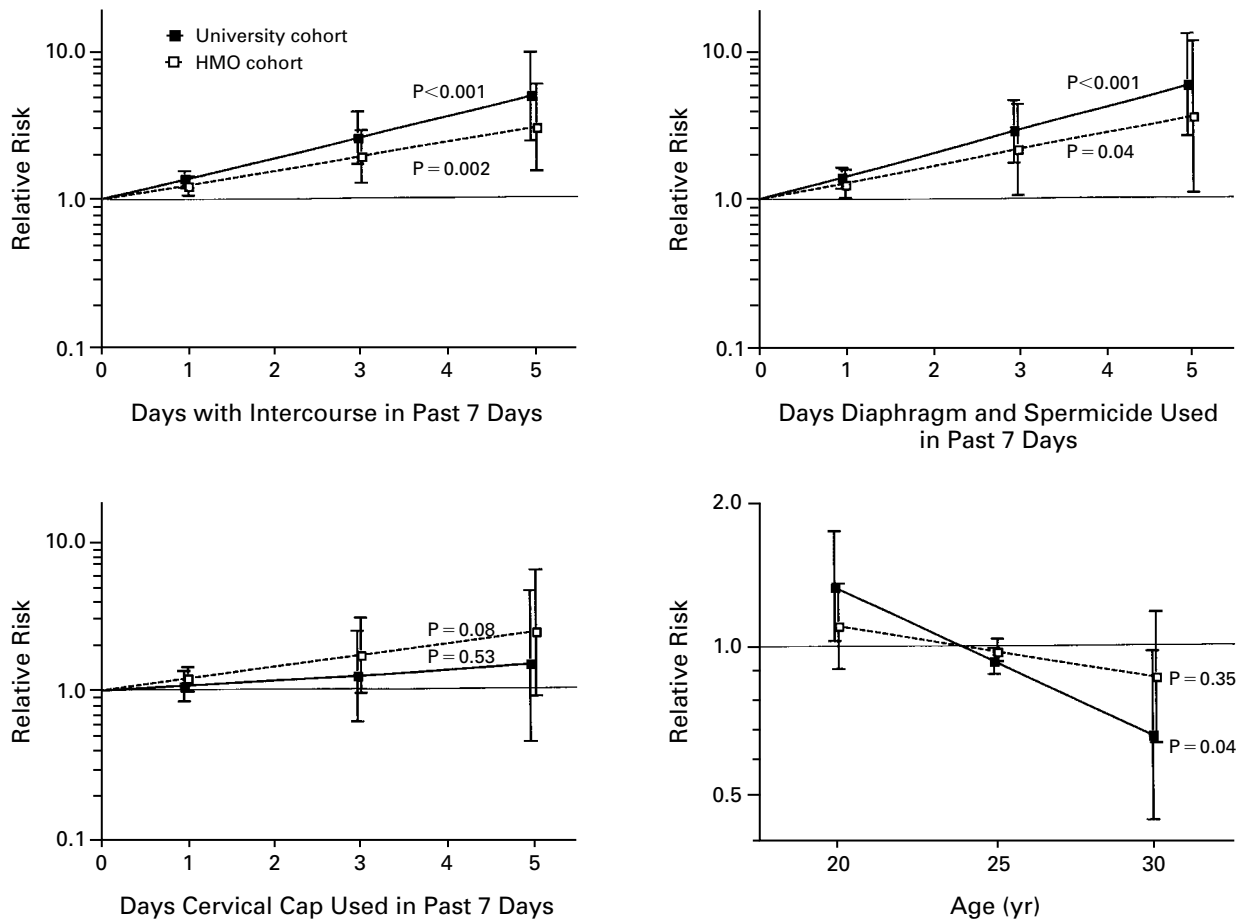 10.0
1.0
0.1
Relative Risk
University cohort
HMO cohort
P<0.001
P=0.002
0 1 2 3 4 5
Days with Intercourse in Past 7 Days
10.0
1.0
0.1
Relative Risk
P<0.001
P=0.04
0 1 2 3 4 5
Days Diaphragm and Spermicide Used
in Past 7 Days
10.0
1.0
0.1
Relative Risk
P=0.08
P=0.53
0 1 2 3 4 5
Days Cervical Cap Used in Past 7 Days
2.0
1.0
0.5
Relative Risk
P=0.35
P=0.04
20 25 30
Age (yr)